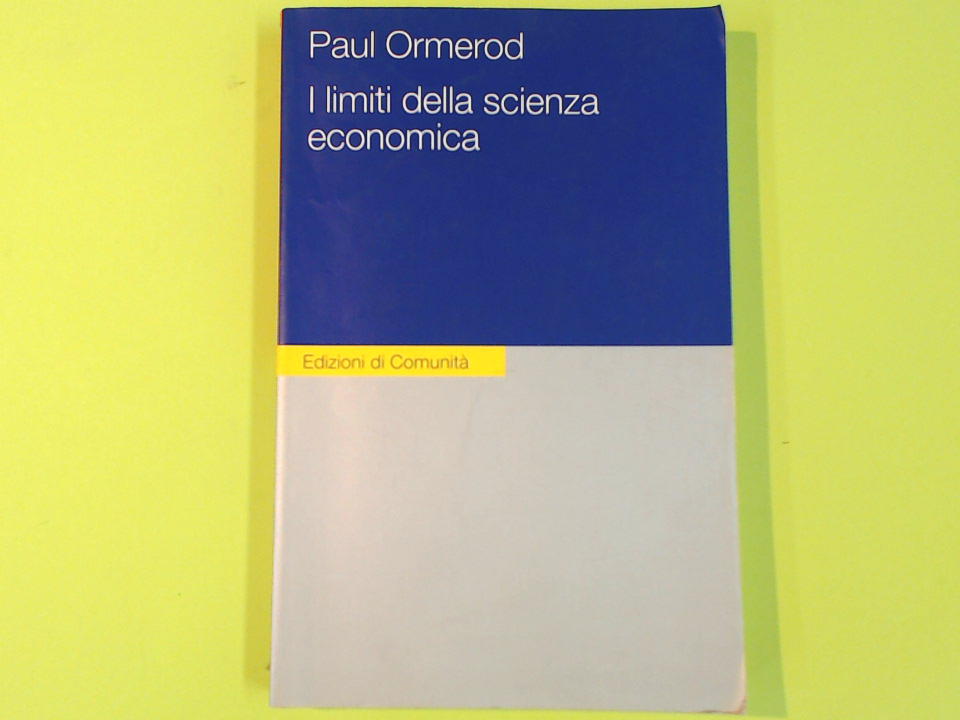 Paul Ormerod
I limiti della scienza
economica
Edizioni di Comunità